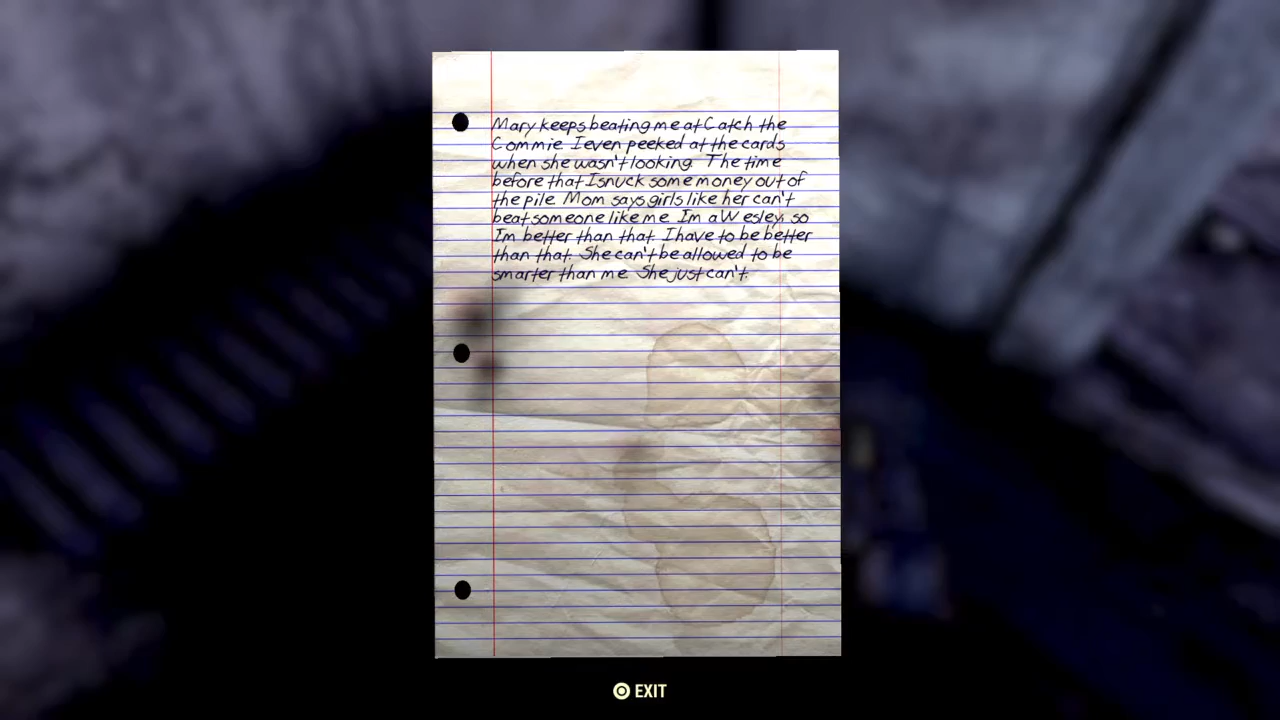 Mary keeps beating me at Catch the
Commie. I even peeked at the cards
when she wasn't looking. The time
before that I snuck some money out of
the pile. Mom says girls like her can't
beat someone like me. Im a Wesley, so
Im better than that. I have to be better
than that. She can't be allowed to be
smarter than me. She just can't.
EXIT